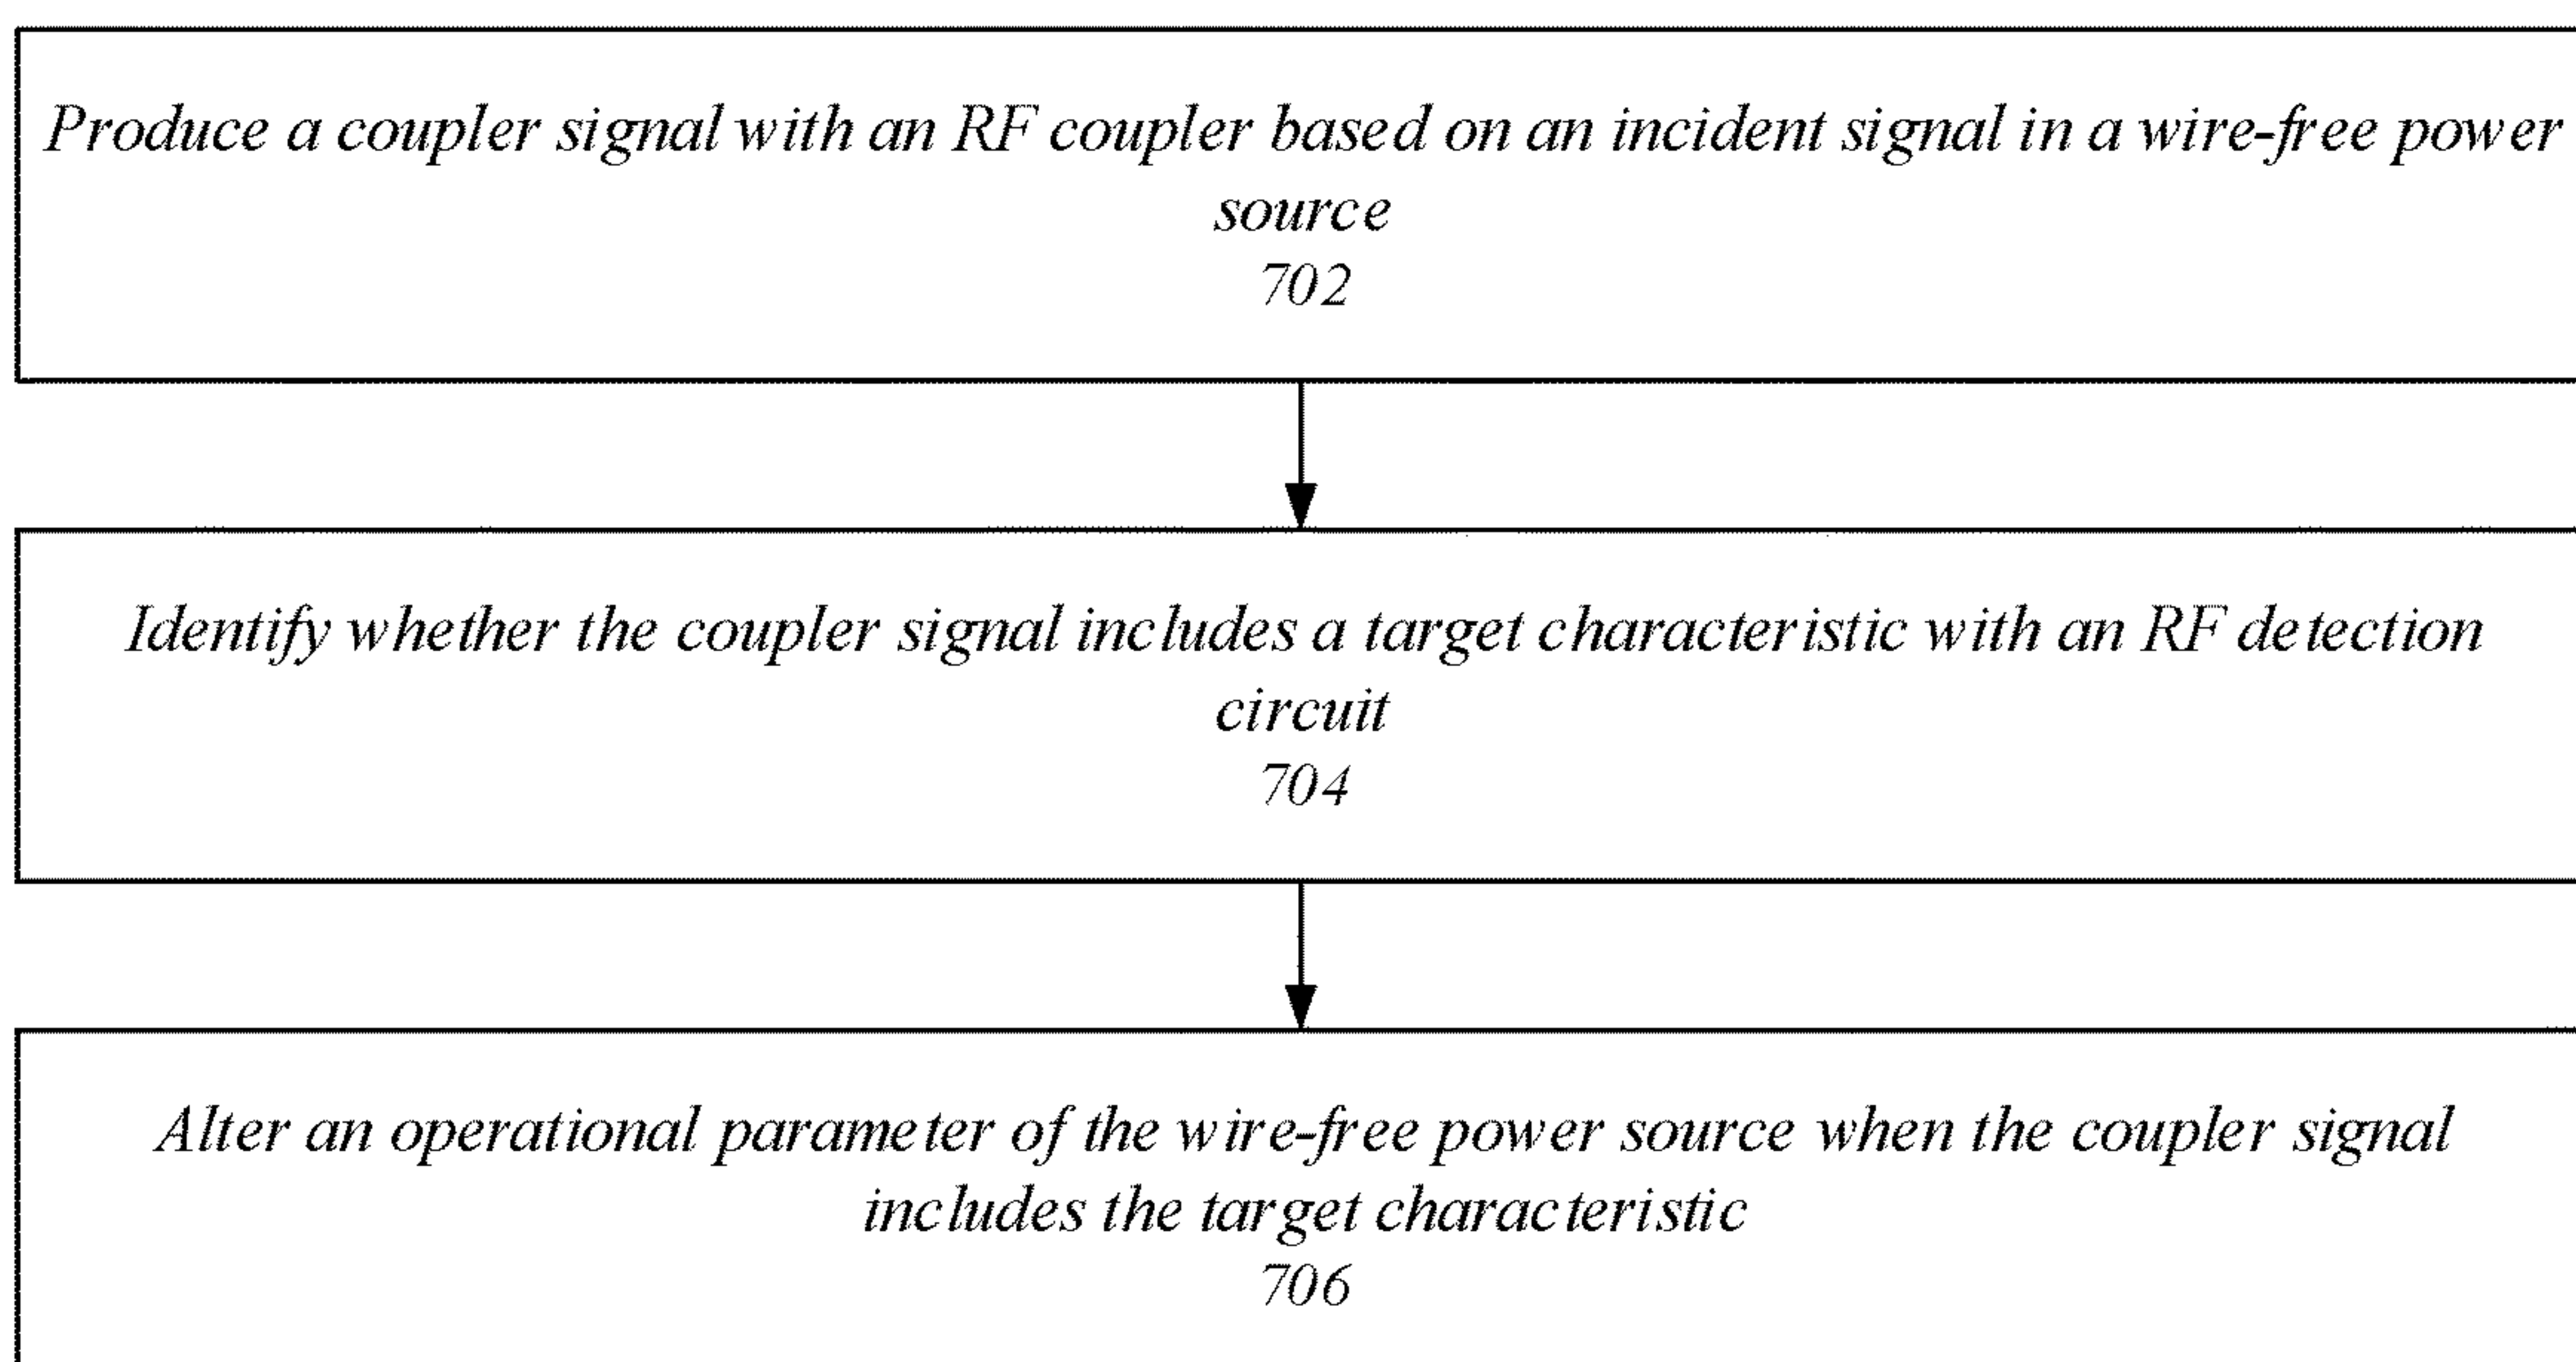 Produce a coupler signal with an RF coupler based on an incident signal in a wire-free power
source
702
Identify whether the coupler signal includes a target characteristic with an RF detection
circuit
704
Alter an operational parameter of the wire-free power source when the coupler signal
includes the target characteristic
706